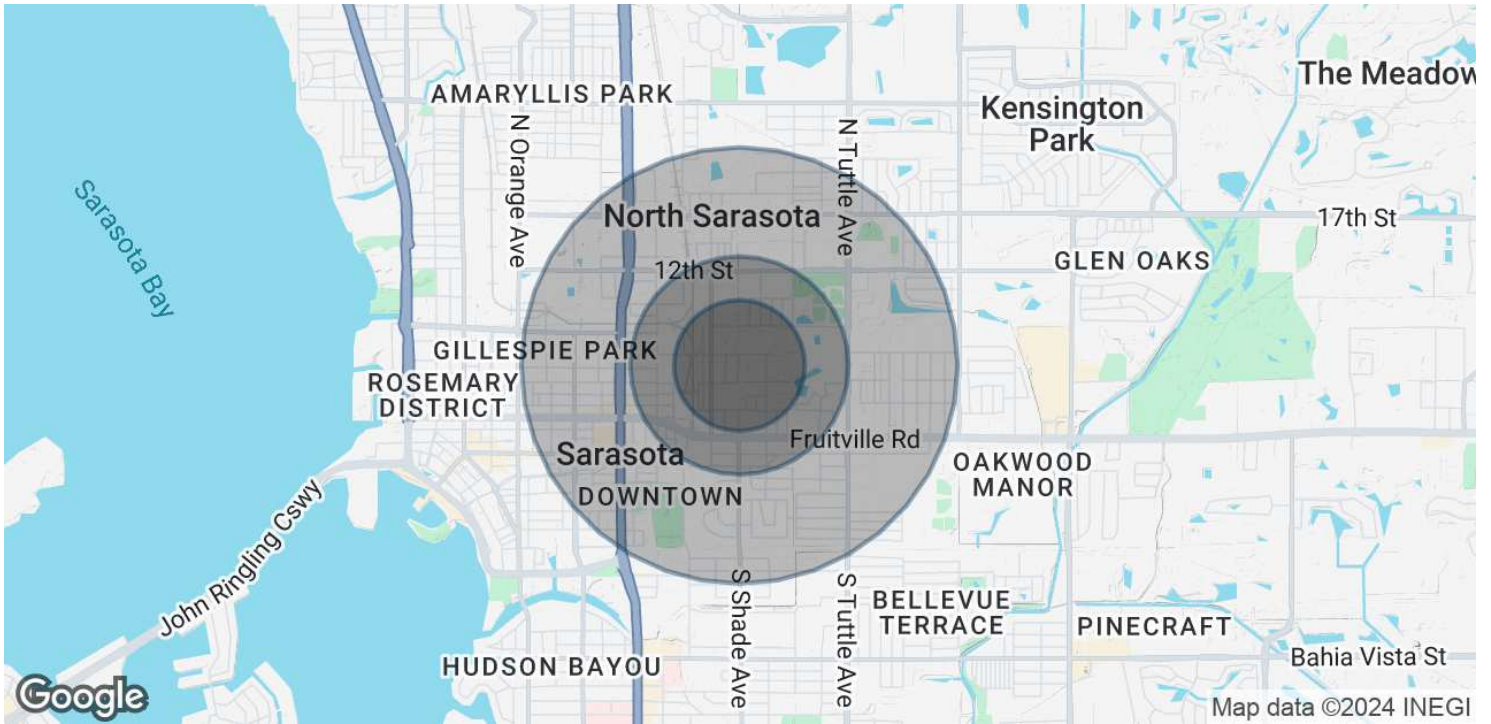 The Meadow
AMARYLLIS PARK
Kensington
Park
N Orange Ave
N Tuttle Ave
Sarasota Bay
North Sarasota
17th St
12th St
GLEN OAKS
GILLESPIE PARK
ROSEMARY
DISTRICT
Fruitville Rd
Sarasota
OAKWOOD
MANOR
DOWNTOWN
John Ringling Cswy
S Shade Ave
S Tuttle Ave
BELLEVUE
TERRACE
PINECRAFT
HUDSON BAYOU
Bahia Vista St
Google
Map data ©2024 INEGI